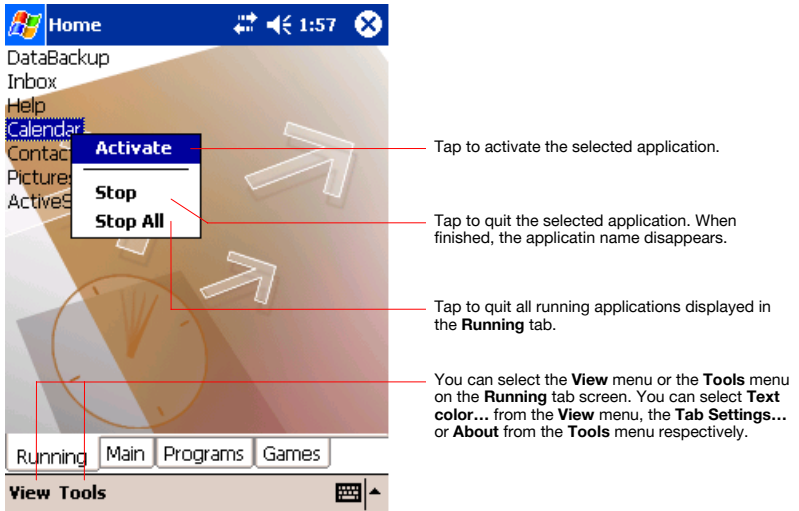 Home 1:57
DataBackup
Inbox
Help
Calendar
Contac
Picture
ActiveS
Activate
Stop
Stop All
Tap to activate the selected application.
Tap to quit the selected application. When
finished, the applicatin name disappears.
Tap to quit all running applications displayed in
the Running tab.
You can select the View menu or the Tools menu
on the Running tab screen. You can select Text
color... from the View menu, the Tab Settings...
or About from the Tools menu respectively.
Running Main Programs Games
View Tools